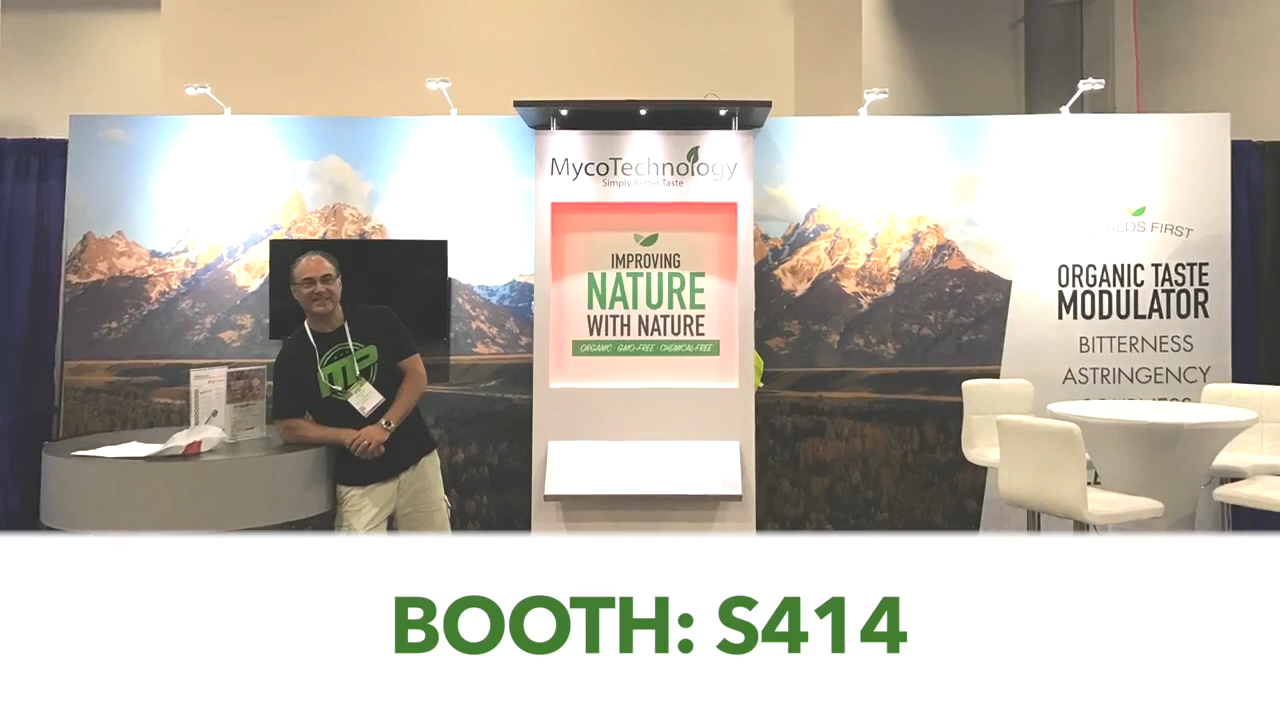 MycoTechnology
Simply Better Taste
IMPROVING
NATURE
WITH NATURE
ORGANIC · GMO-FREE · CHEMICAL-FREE
FIRST
ORGANIC TASTE
MODULATOR
BITTERNESS
ASTRINGENCY
BOOTH: S414